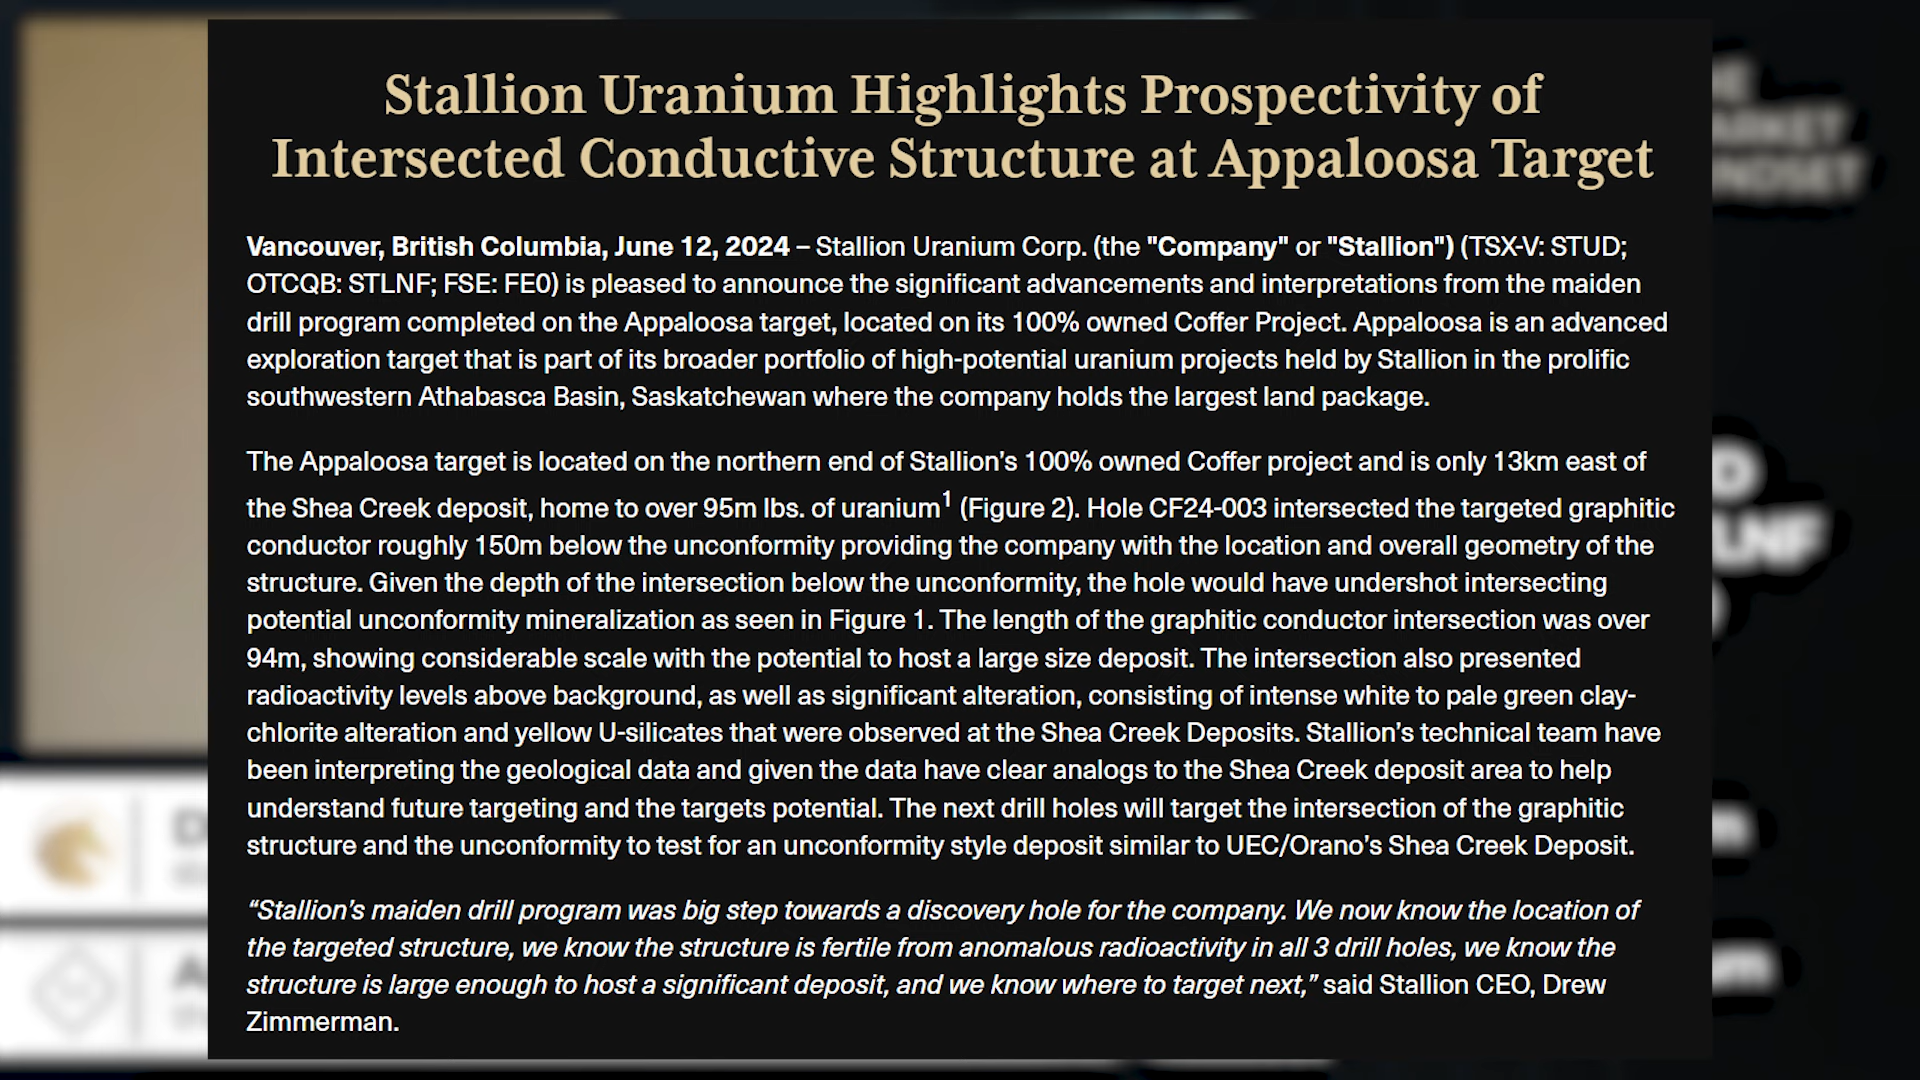 Stallion Uranium Highlights Prospectivity of
Intersected Conductive Structure at Appaloosa Target
Vancouver, British Columbia, June 12, 2024 – Stallion Uranium Corp. (the "Company" or "Stallion") (TSX-V: STUD;
OTCQB: STLNF; FSE: FE0) is pleased to announce the significant advancements and interpretations from the maiden
drill program completed on the Appaloosa target, located on its 100% owned Coffer Project. Appaloosa is an advanced
exploration target that is part of its broader portfolio of high-potential uranium projects held by Stallion in the prolific
southwestern Athabasca Basin, Saskatchewan where the company holds the largest land package.
The Appaloosa target is located on the northern end of Stallion's 100% owned Coffer project and is only 13km east of
the Shea Creek deposit, home to over 95m lbs. of uranium1 (Figure 2). Hole CF24-003 intersected the targeted graphitic
conductor roughly 150m below the unconformity providing the company with the location and overall geometry of the
structure. Given the depth of the intersection below the unconformity, the hole would have undershot intersecting
potential unconformity mineralization as seen in Figure 1. The length of the graphitic conductor intersection was over
94m, showing considerable scale with the potential to host a large size deposit. The intersection also presented
radioactivity levels above background, as well as significant alteration, consisting of intense white to pale green clay-
chlorite alteration and yellow U-silicates that were observed at the Shea Creek Deposits. Stallion's technical team have
been interpreting the geological data and given the data have clear analogs to the Shea Creek deposit area to help
understand future targeting and the targets potential. The next drill holes will target the intersection of the graphitic
structure and the unconformity to test for an unconformity style deposit similar to UEC/Orano's Shea Creek Deposit.
“Stallion's maiden drill program was big step towards a discovery hole for the company. We now know the location of
the targeted structure, we know the structure is fertile from anomalous radioactivity in all 3 drill holes, we know the
structure is large enough to host a significant deposit, and we know where to target next,” said Stallion CEO, Drew
Zimmerman.